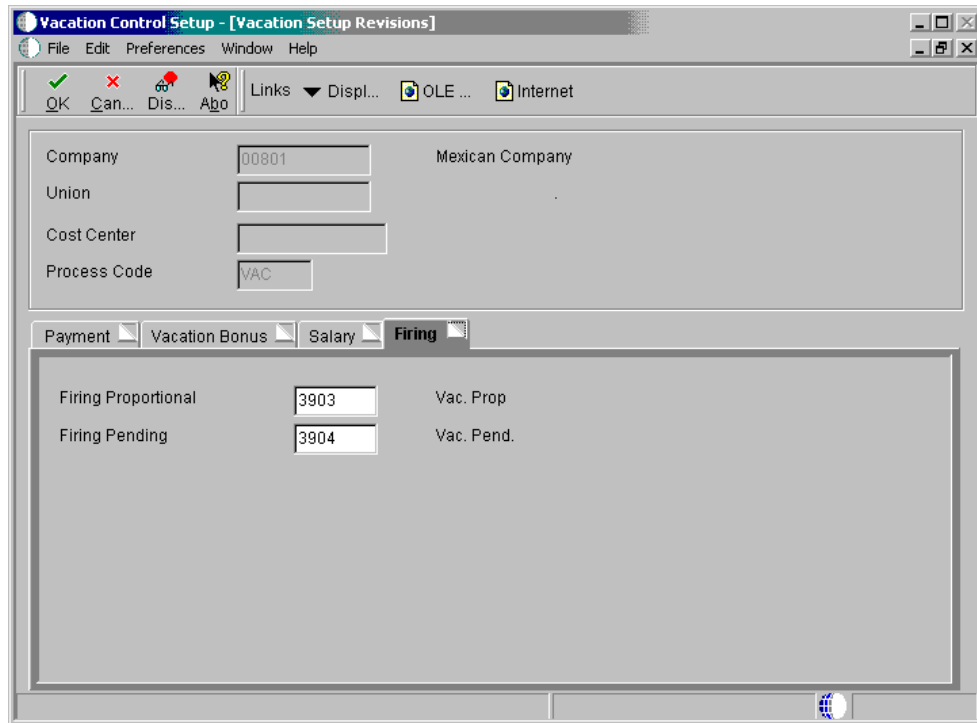 Vacation Control Setup - [Vacation Setup Revisions]
File Edit Preferences Window Help
OK Can... Dis... Abo Links Displ... OLE ... Internet
Company 00801 Mexican Company
Union .
Cost Center
Process Code VAC
Payment Vacation Bonus Salary Firing
Firing Proportional 3903 Vac. Prop
Firing Pending 3904 Vac. Pend.